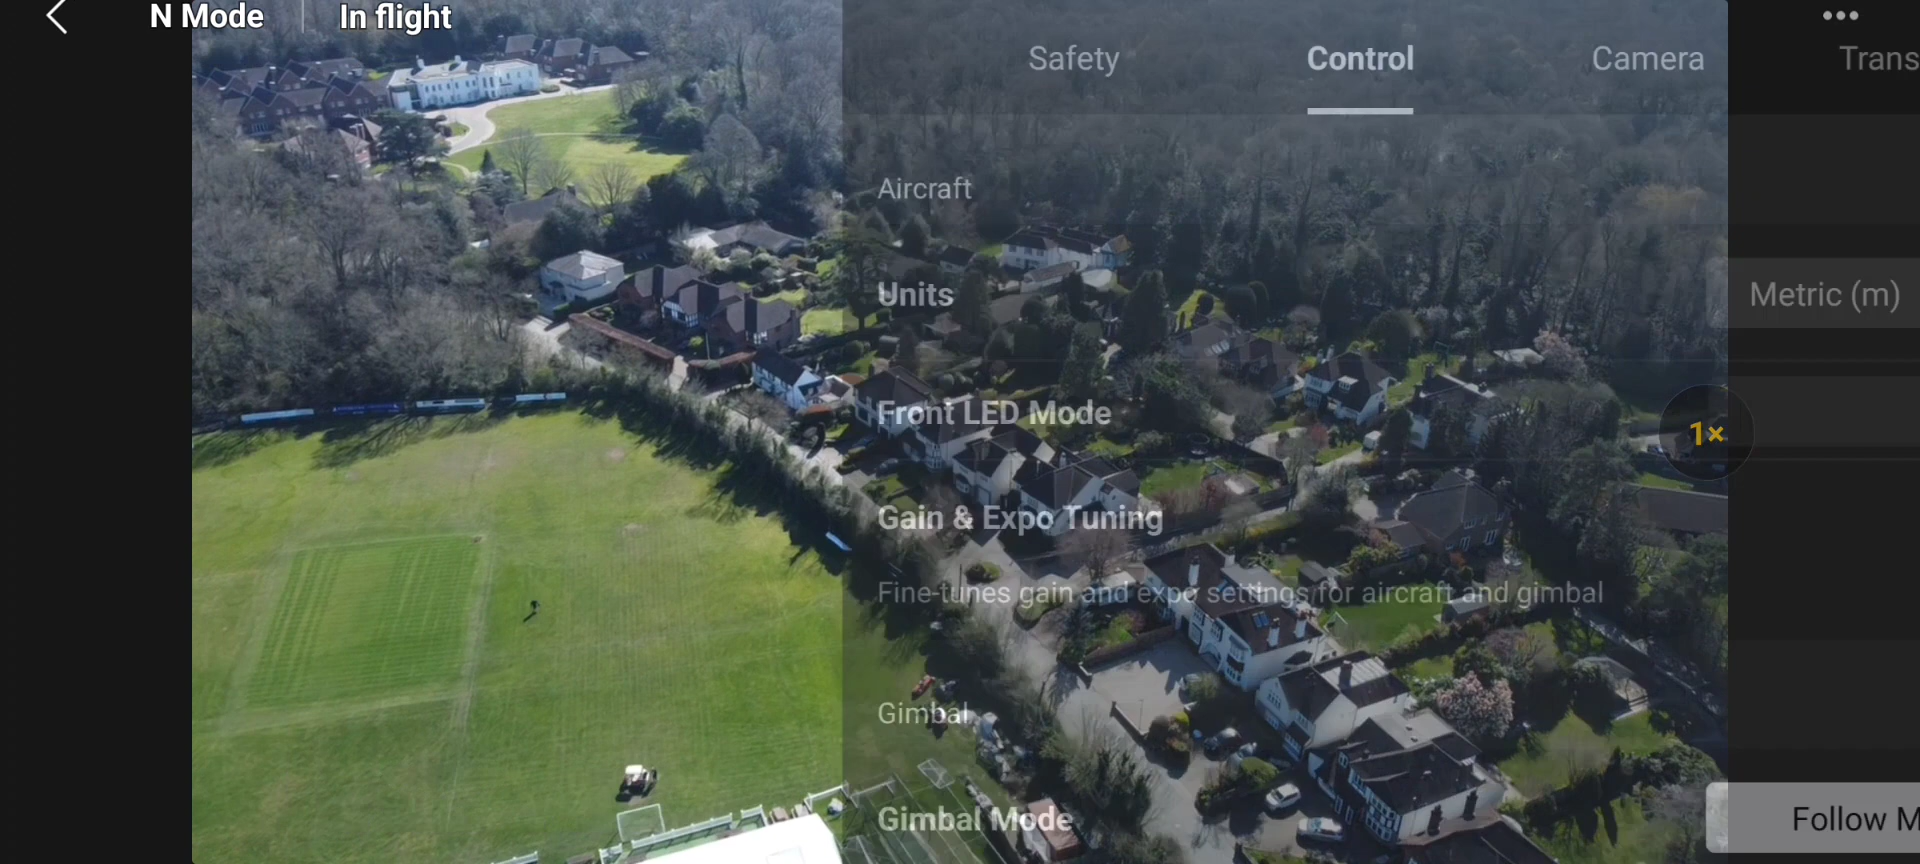 N Mode
In flight
Safety
Control
Camera
Trans
Aircraft
Units
Metric (m)
Front LED Mode
1×
Gain & Expo Tuning
Fine-tunes gain and expo settings for aircraft and gimbal
Gimbal
Gimbal Mode
Follow M